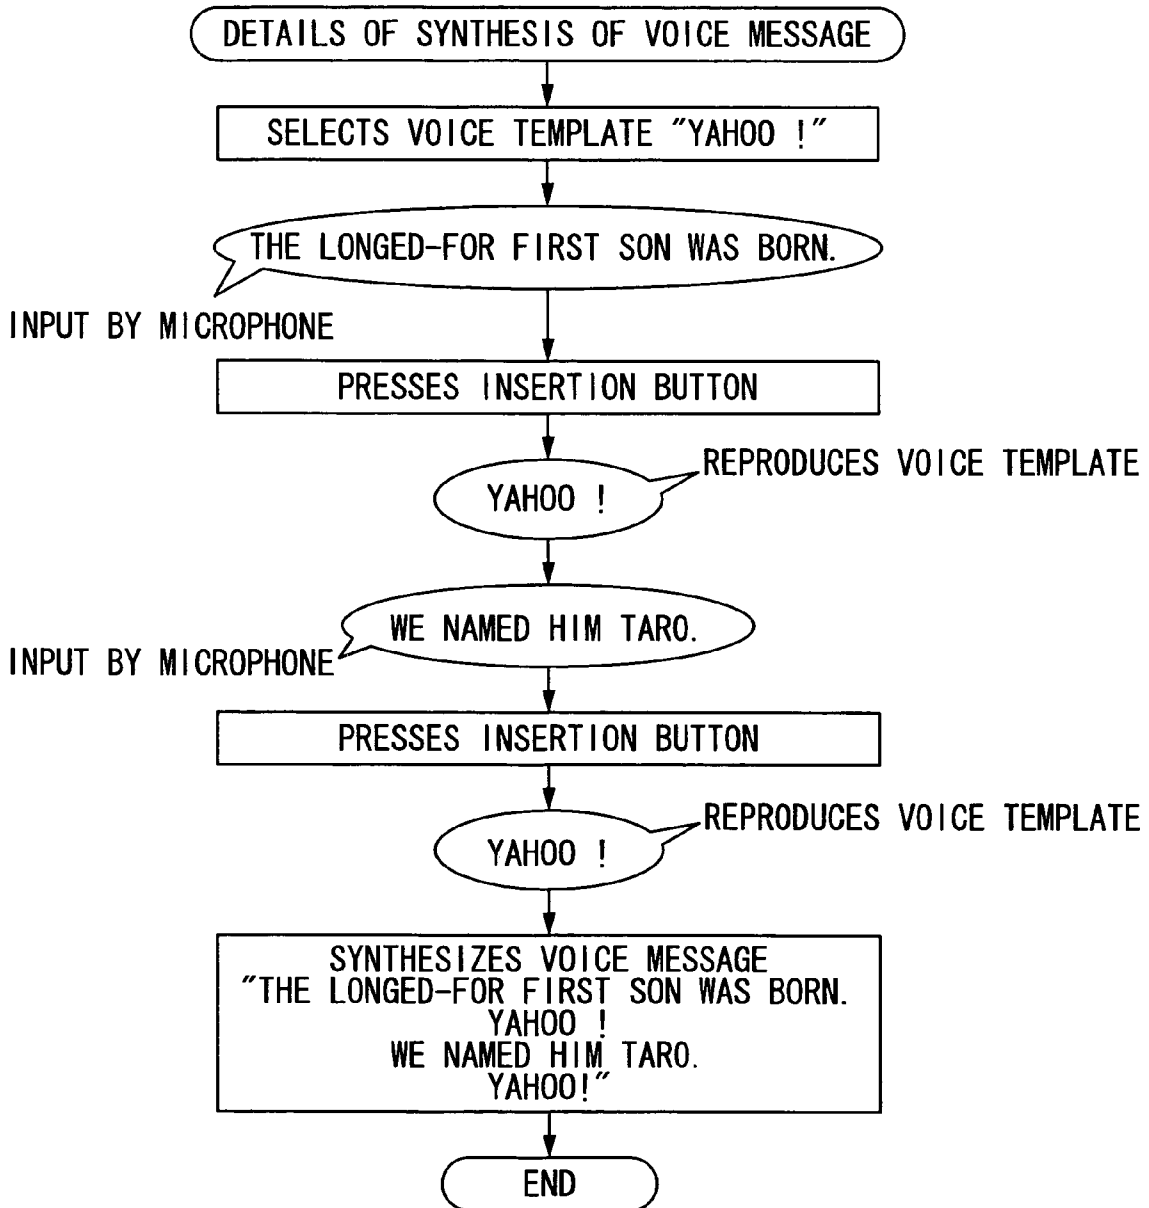 DETAILS OF SYNTHESIS OF VOICE MESSAGE
SELECTS VOICE TEMPLATE "YAHOO !"
THE LONGED-FOR FIRST SON WAS BORN.
INPUT BY MICROPHONE
PRESSES INSERTION BUTTON
REPRODUCES VOICE TEMPLATE
YAHOO !
WE NAMED HIM TARO.
INPUT BY MICROPHONE
PRESSES INSERTION BUTTON
REPRODUCES VOICE TEMPLATE
YAHOO !
SYNTHESIZES VOICE MESSAGE
"THE LONGED-FOR FIRST SON WAS BORN.
YAHOO !
WE NAMED HIM TARO.
YAHOO!"
END